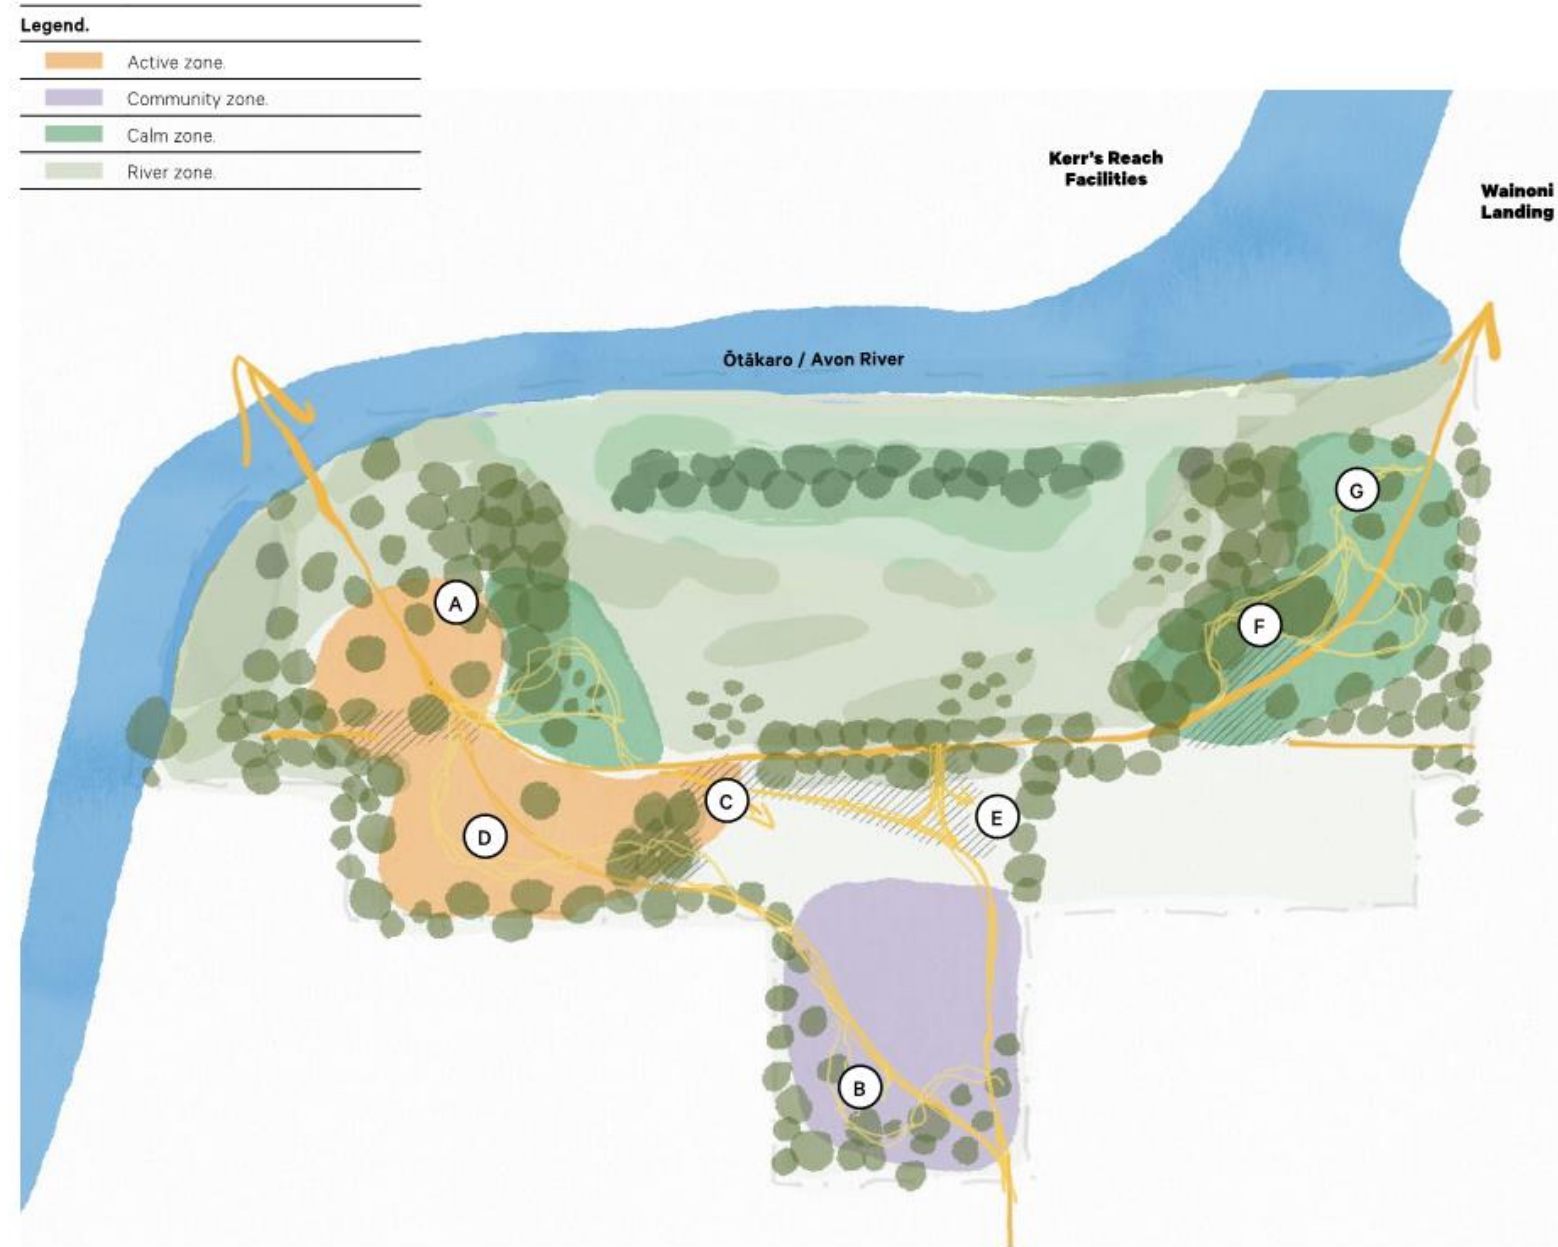 Legend.
Active zone.
Community zone.
Calm zone.
River zone.
Kerr's Reach
Facilities
Wainoni
Landing
Ōtākaro / Avon River
G
A
F
C
E
D
B